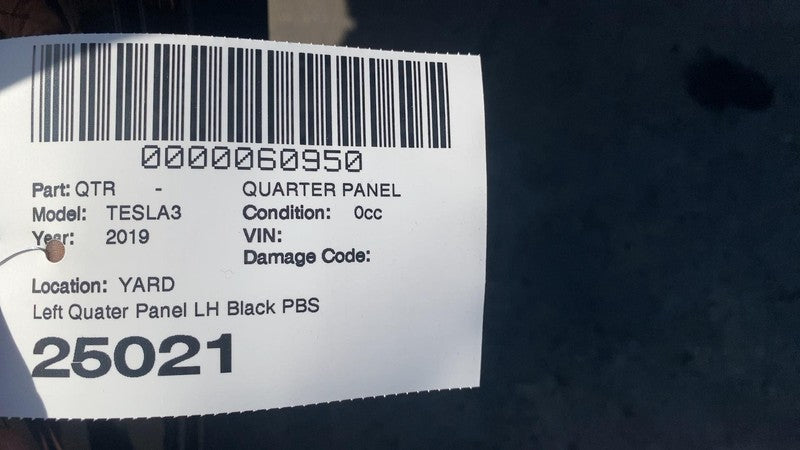 0000060950
Part: QTR - QUARTER PANEL
Model: TESLA3 Condition: 0cc
Year: 2019 VIN:
Damage Code:
Location: YARD
Left Quater Panel LH Black PBS
25021